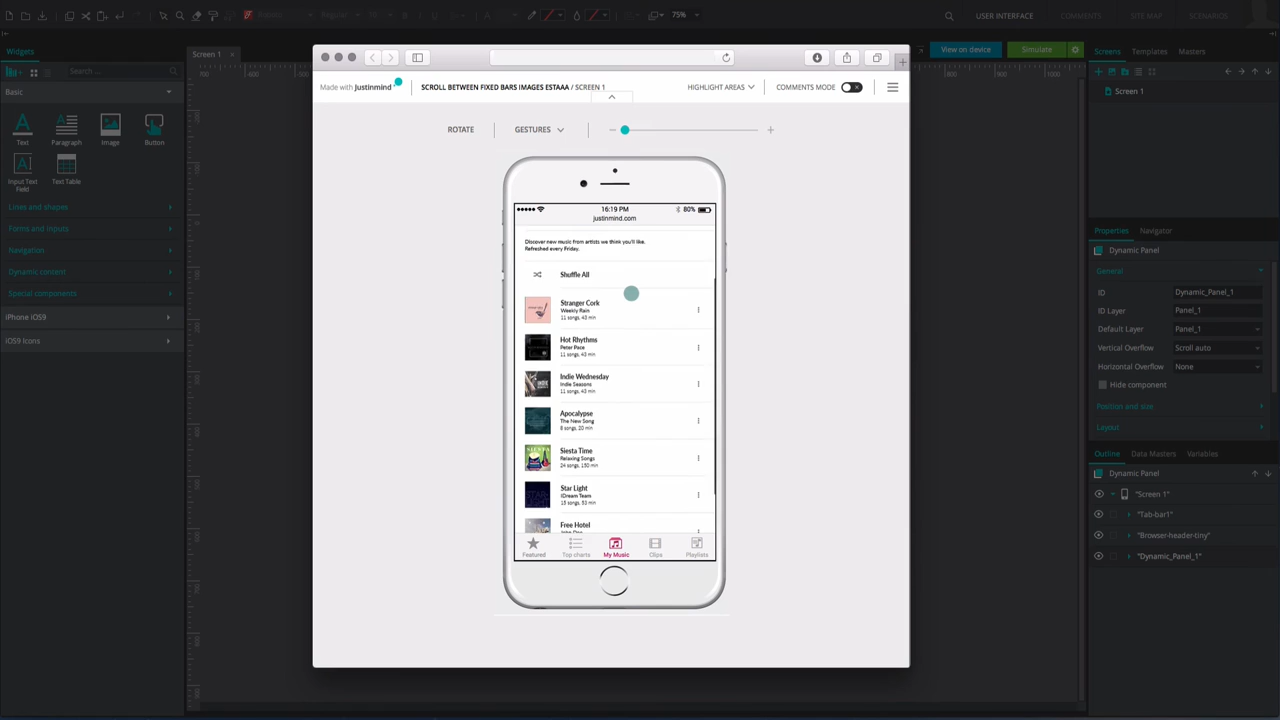 75%
USER INTERFACE
COMMENTS
SITE MAP
SCENARIOS
Widgets
Screen 1
View on device
Simulate
Screens
Templates
Masters
Search ...
Made with Justinmind
SCROLL BETWEEN FIXED BARS IMAGES ESTAAA / SCREEN 1
HIGHLIGHT AREAS
COMMENTS MODE
Basic
Screen 1
Text
Paragraph
Image
Button
Input Text
Field
Text Table
ROTATE
GESTURES
Lines and shapes
Forms and inputs
Navigation
Dynamic content
Special components
iPhone iOS9
iOS9 Icons
16:19 PM
80%
justinmind.com
Discover new music from artists we think you'll like.
Refreshed every Friday.
Shuffle All
Stranger Cork
Weekly Rain
11 songs, 43 min
Hot Rhythms
Peter Pace
11 songs, 43 min
Indie Wednesday
Indie Seasons
11 songs, 43 min
Apocalypse
The New Song
8 songs, 20 min
Siesta Time
Relaxing Songs
24 songs, 150 min
Star Light
iDream Team
15 songs, 53 min
Free Hotel
Featured
Top charts
My Music
Clips
Playlists
Properties
Navigator
Dynamic Panel
General
ID
Dynamic_Panel_1
ID Layer
Panel_1
Default Layer
Panel_1
Vertical Overflow
Scroll auto
Horizontal Overflow
None
Hide component
Position and size
Layout
Outline
Data Masters
Variables
Dynamic Panel
"Screen 1"
"Tab-bar1"
"Browser-header-tiny"
"Dynamic_Panel_1"